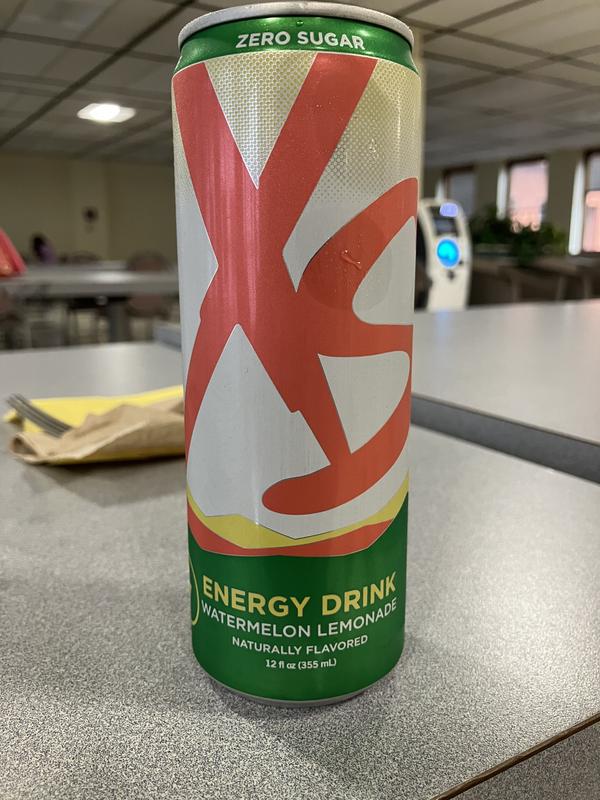 ZERO SUGAR
XS
ENERGY DRINK
WATERMELON LEMONADE
NATURALLY FLAVORED
12 fl oz (355 mL)